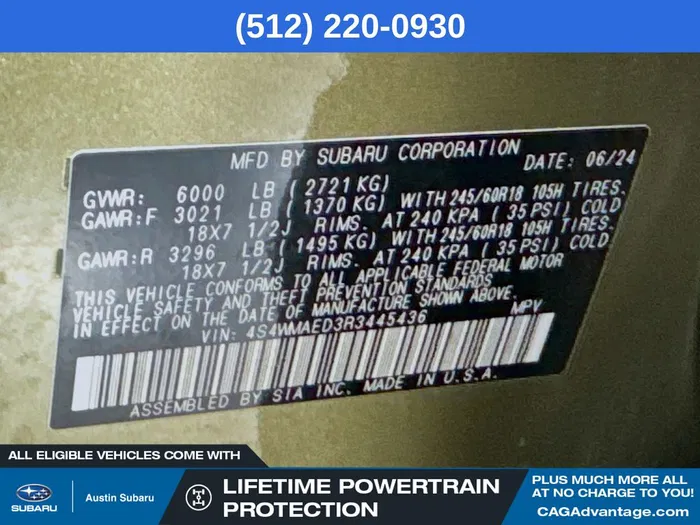 (512) 220-0930
MFD BY SUBARU CORPORATION DATE: 06/24
GVWR: 6000 LB ( 2721 KG)
GAWR:F 3021 LB ( 1370 KG) WITH 245/60R18 105H TIRES.
18X7 1/2J RIMS. AT 240 KPA ( 35 PSI) COLD
GAWR:R 3296 LB ( 1495 KG) WITH 245/60R18 105H TIRES.
18X7 1/2J RIMS. AT 240 KPA ( 35 PSI) COLD.
THIS VEHICLE CONFORMS TO ALL APPLICABLE FEDERAL MOTOR
VEHICLE SAFETY AND THEFT PREVENTION STANDARDS
IN EFFECT ON THE DATE OF MANUFACTURE SHOWN ABOVE.
VIN: 4S4WMAED3R3445436 MPV
ASSEMBLED BY SIA INC. MADE IN U.S.A.
ALL ELIGIBLE VEHICLES COME WITH
SUBARU
Austin Subaru
LIFETIME POWERTRAIN
PROTECTION
PLUS MUCH MORE ALL
AT NO CHARGE TO YOU!
CAGAdvantage.com